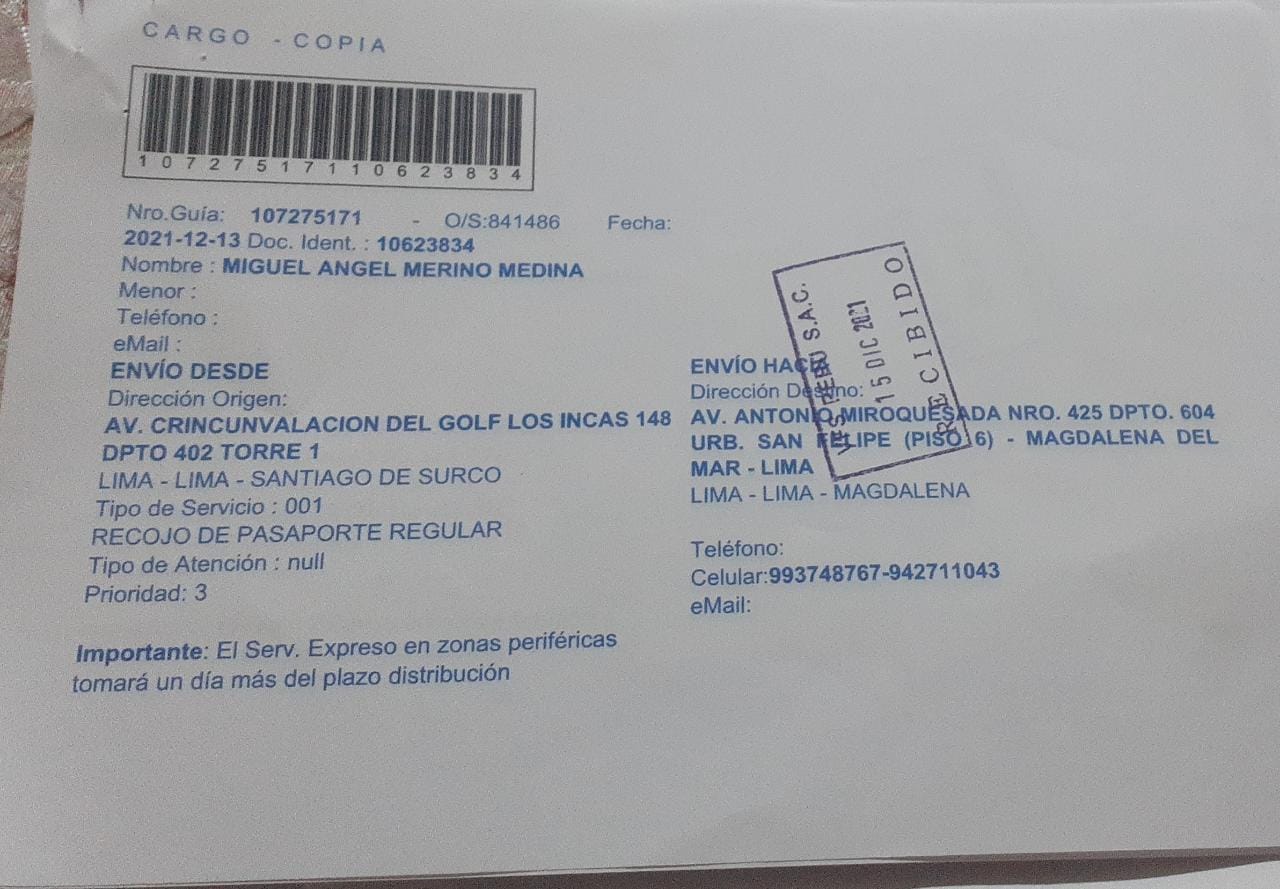 CARGO - COPIA
10727517110623834
Nro.Guía: 107275171 - O/S:841486 Fecha:
2021-12-13 Doc. Ident. : 10623834
Nombre : MIGUEL ANGEL MERINO MEDINA
Menor :
Teléfono :
eMail :
ENVÍO DESDE
Dirección Origen:
AV. CRINCUNVALACION DEL GOLF LOS INCAS 148
DPTO 402 TORRE 1
LIMA - LIMA - SANTIAGO DE SURCO
Tipo de Servicio : 001
RECOJO DE PASAPORTE REGULAR
Tipo de Atención : null
Prioridad: 3
Importante: El Serv. Expreso en zonas periféricas
tomará un día más del plazo distribución
ENVÍO HACIA
Dirección Destino:
AV. ANTONIO MIROQUESADA NRO. 425 DPTO. 604
URB. SAN FELIPE (PISO 6) - MAGDALENA DEL
MAR - LIMA
LIMA - LIMA - MAGDALENA
Teléfono:
Celular:993748767-942711043
eMail:
PERU S.A.C.
15 DIC 2021
RECIBIDO